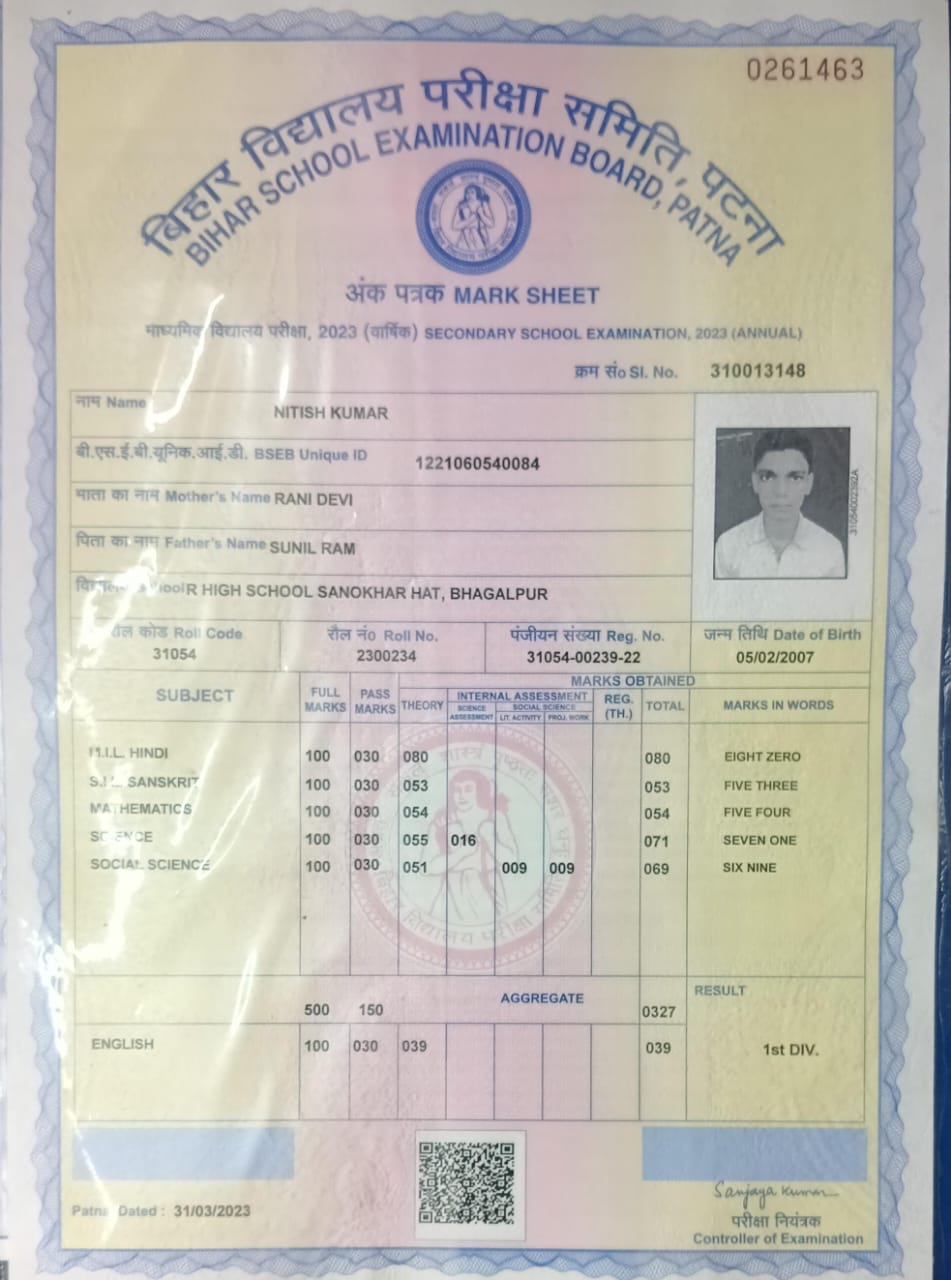 0261463
बिहार विद्यालय परीक्षा समिति, पटना
BIHAR SCHOOL EXAMINATION BOARD, PATNA
अंक पत्रक MARK SHEET
माध्यमिक विद्यालय परीक्षा, 2023 (वार्षिक) SECONDARY SCHOOL EXAMINATION, 2023 (ANNUAL)
क्रम सं० Sl. No. 310013148
नाम Name NITISH KUMAR
बी.एस.ई.बी.यूनिक.आई.डी. BSEB Unique ID 1221060540084
माता का नाम Mother's Name RANI DEVI
पिता का नाम Father's Name SUNIL RAM
R HIGH SCHOOL SANOKHAR HAT, BHAGALPUR
31054002392A
रौल कोड Roll Code रौल नं० Roll No. पंजीयन संख्या Reg. No. जन्म तिथि Date of Birth
31054 2300234 31054-00239-22 05/02/2007
SUBJECT FULL MARKS PASS MARKS MARKS OBTAINED
THEORY INTERNAL ASSESSMENT REG. (TH.) TOTAL MARKS IN WORDS
SCIENCE ASSESSMENT SOCIAL SCIENCE
LIT. ACTIVITY PROJ. WORK
M.I.L. HINDI 100 030 080 080 EIGHT ZERO
S.I.L. SANSKRIT 100 030 053 053 FIVE THREE
MATHEMATICS 100 030 054 054 FIVE FOUR
SCIENCE 100 030 055 016 071 SEVEN ONE
SOCIAL SCIENCE 100 030 051 009 009 069 SIX NINE
AGGREGATE RESULT
500 150 0327
ENGLISH 100 030 039 039 1st DIV.
Patna Dated : 31/03/2023
Sanjaya Kumar
परीक्षा नियंत्रक
Controller of Examination